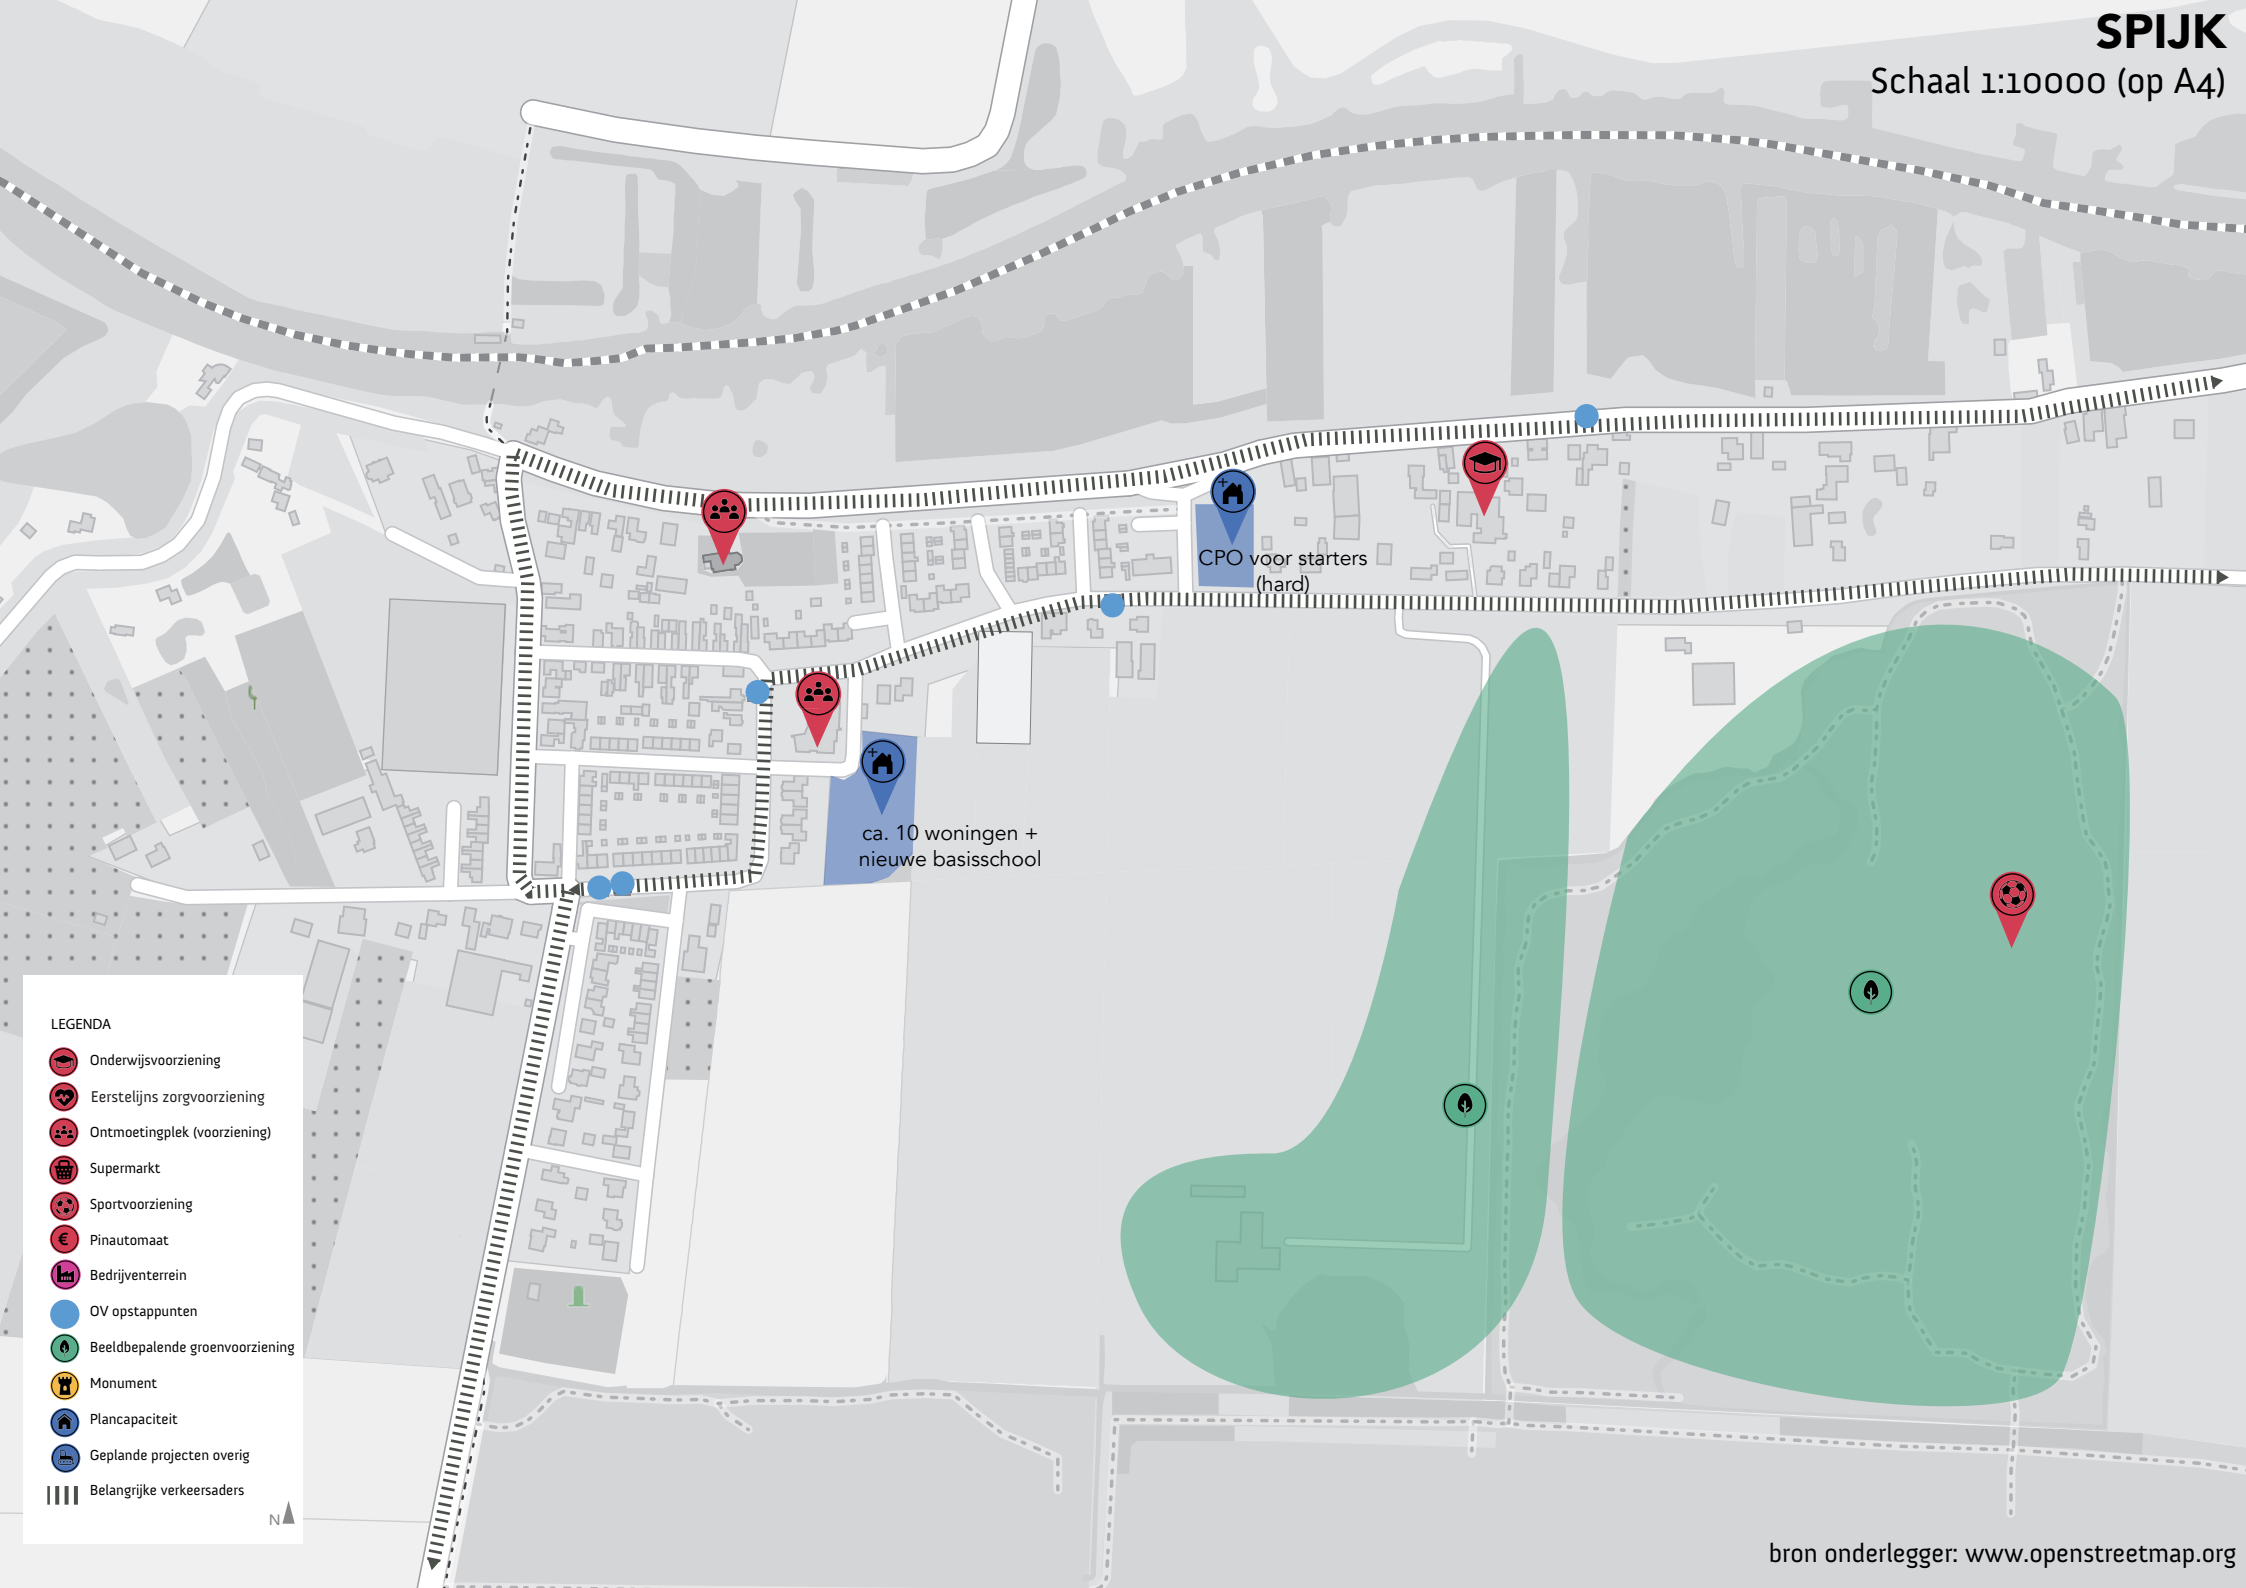 SPIJK
Schaal 1:10000 (op A4)
CPO voor starters
(hard)
ca. 10 woningen +
nieuwe basisschool
LEGENDA
Onderwijsvoorziening
Eerstelijns zorgvoorziening
Ontmoetingplek (voorziening)
Supermarkt
Sportvoorziening
Pinautomaat
Bedrijventerrein
OV opstappunten
Beeldbepalende groenvoorziening
Monument
Plancapaciteit
Geplande projecten overig
Belangrijke verkeersaders
N
bron onderlegger: www.openstreetmap.org